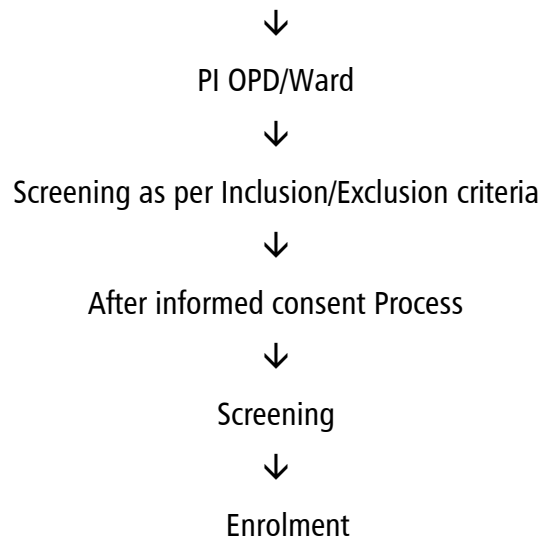 ↓
PI OPD/Ward
↓
Screening as per Inclusion/Exclusion criteria
↓
After informed consent Process
↓
Screening
↓
Enrolment